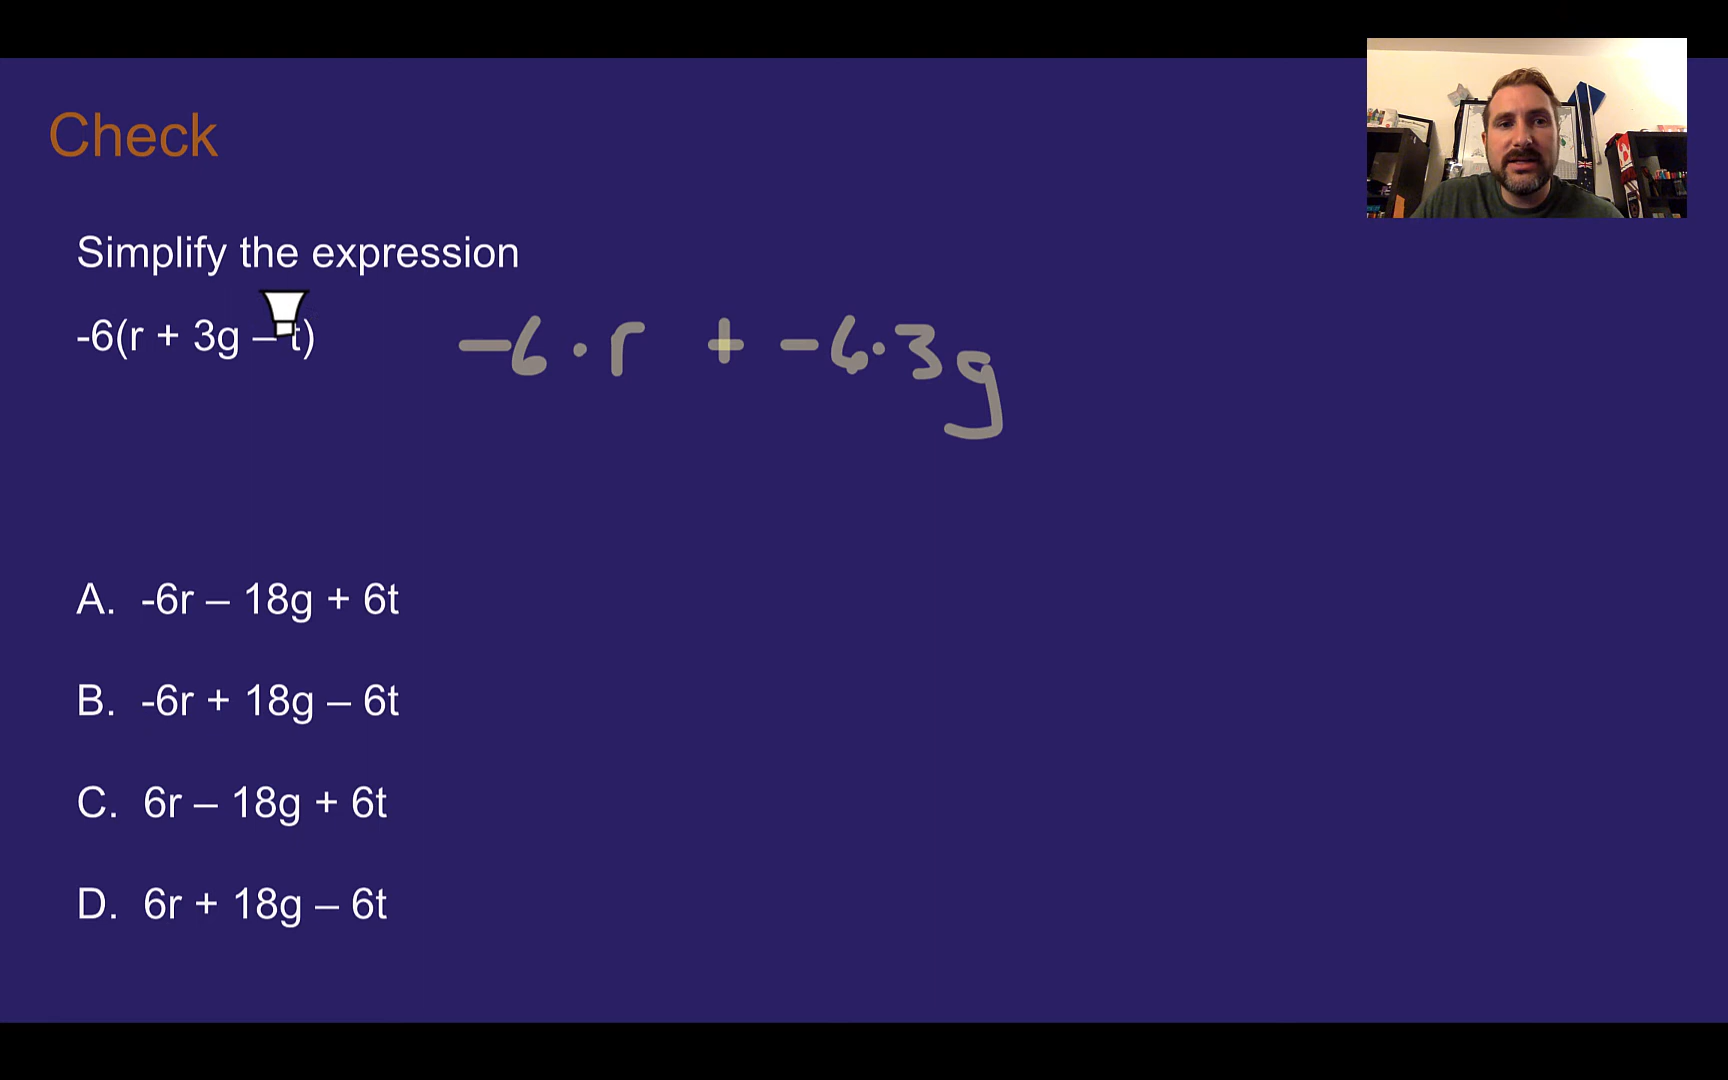 Check
Simplify the expression
-6(r + 3g – t)
-6·r + -6·3g
A. -6r – 18g + 6t
B. -6r + 18g – 6t
C. 6r – 18g + 6t
D. 6r + 18g – 6t